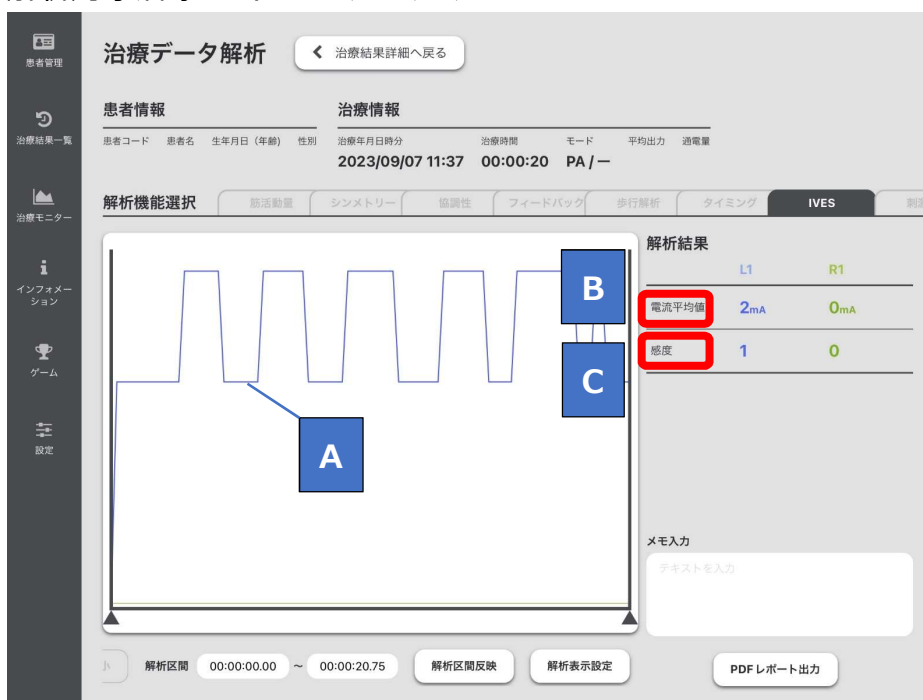 患者管理
治療結果一覧
治療モニター
インフォメー
ション
ゲーム
設定
治療データ解析
治療結果詳細へ戻る
患者情報
治療情報
患者コード 患者名 生年月日（年齢） 性別
治療年月日時分 治療時間 モード 平均出力 通電量
2023/09/07 11:37 00:00:20 PA / ー
解析機能選択
筋活動量 シンメトリー 協調性 フィードバック 歩行解析 タイミング IVES
解析結果
L1 R1
電流平均値 2mA 0mA
感度 1 0
A
B
C
メモ入力
テキストを入力
解析区間 00:00:00.00 ~ 00:00:20.75 解析区間反映 解析表示設定
PDF レポート出力